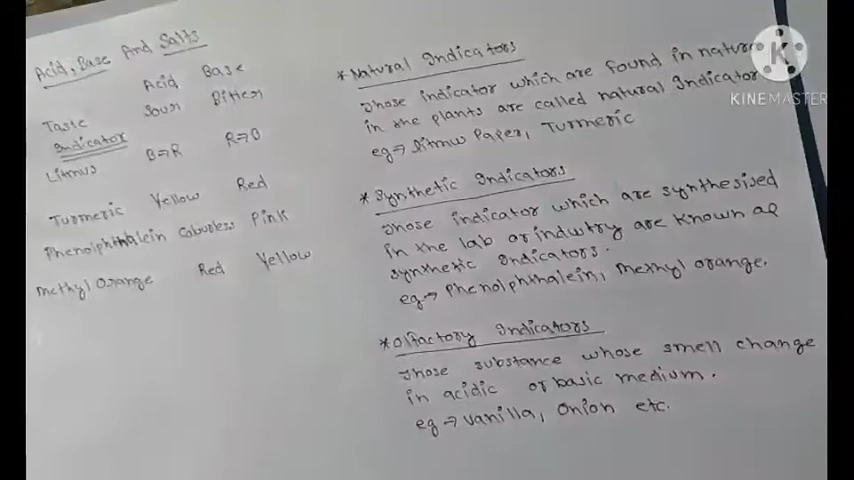 Acid, Base And Salts
Acid Base
Taste Sour Bitter
Indicator
Litmus B⇒R R⇒B
Turmeric Yellow Red
Phenolphthalein Colourless Pink
Methyl Orange Red Yellow
*Natural Indicators
Those indicator which are found in nature
in the plants are called natural Indicator
eg→ litmus Paper, Turmeric
*Synthetic Indicators
Those indicator which are synthesised
in the lab or industry are known as
synthetic Indicators.
eg→ Phenolphthalein, Methyl orange.
*Olfactory Indicators
Those substance whose smell change
in acidic or basic medium.
eg→ vanilla, Onion etc.
K
KINEMASTER